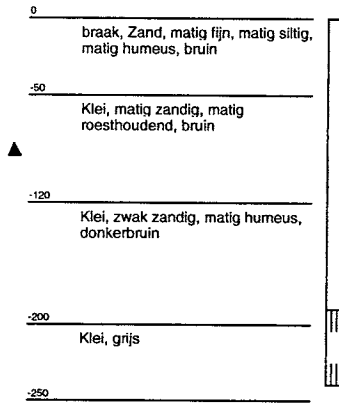 0
braak, Zand, matig fijn, matig siltig,
matig humeus, bruin
-50
Klei, matig zandig, matig
roesthoudend, bruin
-120
Klei, zwak zandig, matig humeus,
donkerbruin
-200
Klei, grijs
-250